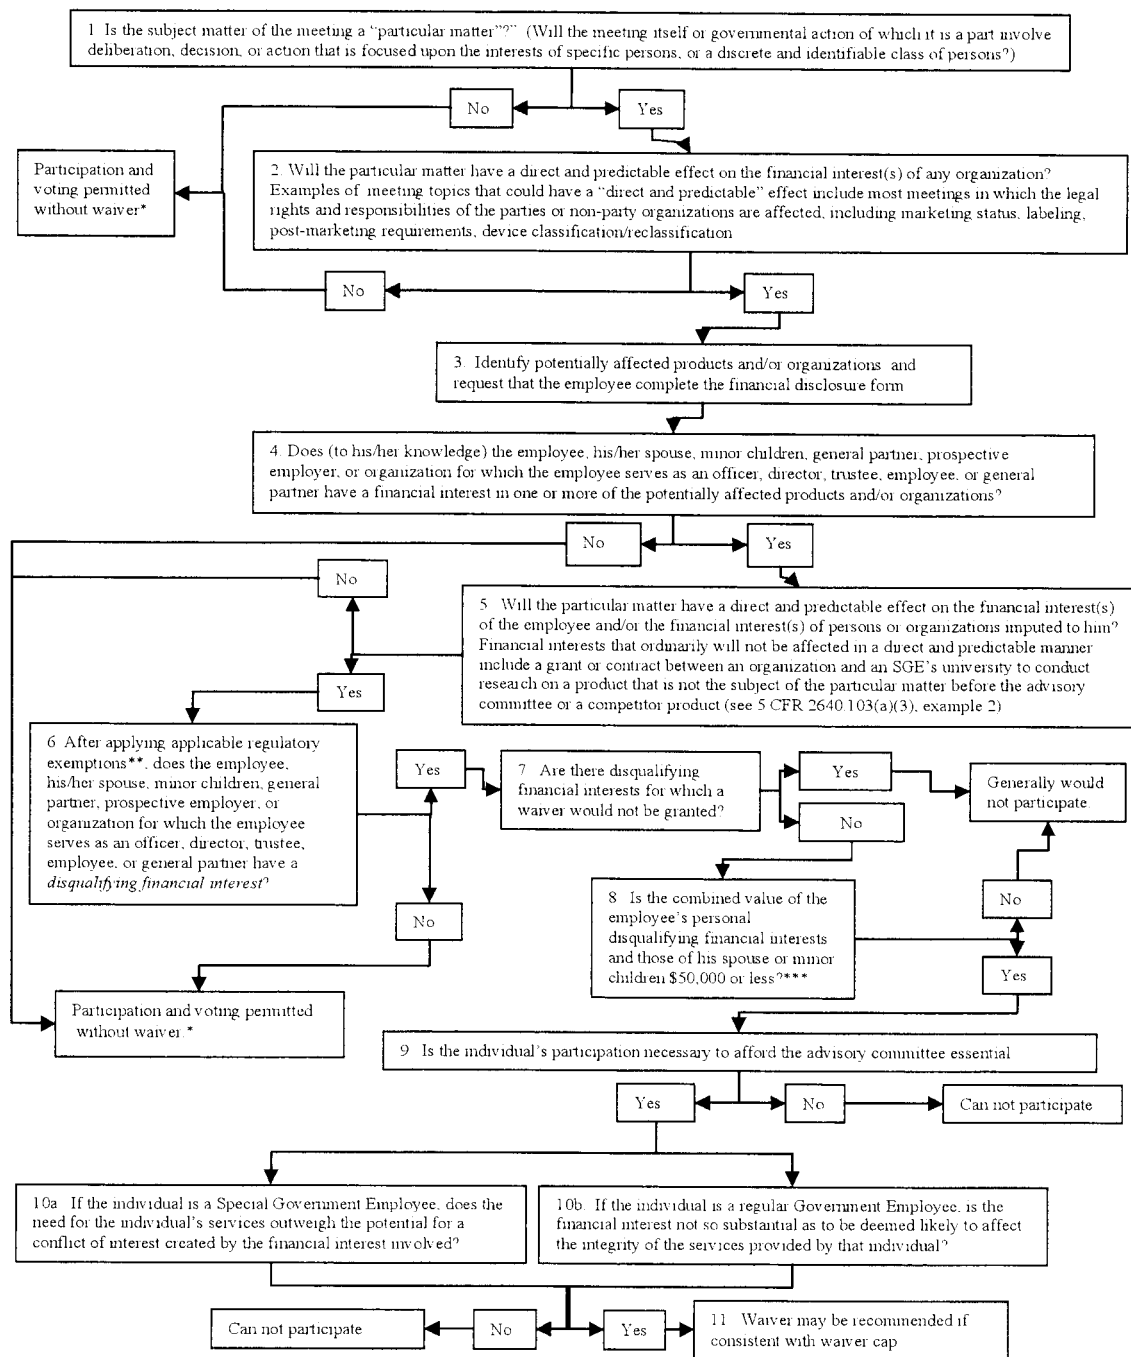 1 Is the subject matter of the meeting a “particular matter”?” (Will the meeting itself or governmental action of which it is a part involve
deliberation, decision, or action that is focused upon the interests of specific persons, or a discrete and identifiable class of persons?)
No
Yes
Participation and
voting permitted
without waiver*
2. Will the particular matter have a direct and predictable effect on the financial interest(s) of any organization?
Examples of meeting topics that could have a “direct and predictable” effect include most meetings in which the legal
rights and responsibilities of the parties or non-party organizations are affected, including marketing status, labeling,
post-marketing requirements, device classification/reclassification
No
Yes
3. Identify potentially affected products and/or organizations and
request that the employee complete the financial disclosure form
4. Does (to his/her knowledge) the employee, his/her spouse, minor children, general partner, prospective
employer, or organization for which the employee serves as an officer, director, trustee, employee, or general
partner have a financial interest in one or more of the potentially affected products and/or organizations?
No
Yes
No
5 Will the particular matter have a direct and predictable effect on the financial interest(s)
of the employee and/or the financial interest(s) of persons or organizations imputed to him?
Financial interests that ordinarily will not be affected in a direct and predictable manner
include a grant or contract between an organization and an SGE’s university to conduct
research on a product that is not the subject of the particular matter before the advisory
committee or a competitor product (see 5 CFR 2640.103(a)(3), example 2)
Yes
6 After applying applicable regulatory
exemptions**, does the employee,
his/her spouse, minor children, general
partner, prospective employer, or
organization for which the employee
serves as an officer, director, trustee,
employee, or general partner have a
disqualifying financial interest?
Yes
No
7 Are there disqualifying
financial interests for which a
waiver would not be granted?
Yes
No
Generally would
not participate.
8 Is the combined value of the
employee’s personal
disqualifying financial interests
and those of his spouse or minor
children $50,000 or less?***
No
Yes
Participation and voting permitted
without waiver.*
9 Is the individual’s participation necessary to afford the advisory committee essential
Yes
No
Can not participate
10a If the individual is a Special Government Employee, does the
need for the individual’s services outweigh the potential for a
conflict of interest created by the financial interest involved?
10b. If the individual is a regular Government Employee, is
the financial interest not so substantial as to be deemed likely to affect
the integrity of the services provided by that individual?
Can not participate
No
Yes
11 Waiver may be recommended if
consistent with waiver cap